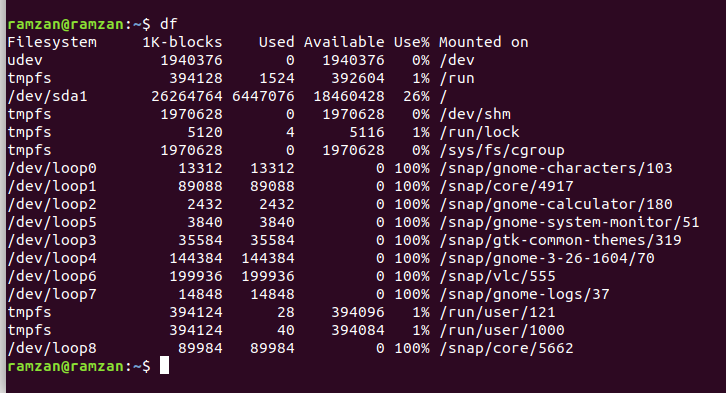 ramzan@ramzan:~$ df
Filesystem     1K-blocks    Used Available Use% Mounted on
udev             1940376       0   1940376   0% /dev
tmpfs             394128    1524    392604   1% /run
/dev/sda1       26264764 6447076  18460428  26% /
tmpfs            1970628       0   1970628   0% /dev/shm
tmpfs               5120       4      5116   1% /run/lock
tmpfs            1970628       0   1970628   0% /sys/fs/cgroup
/dev/loop0         13312   13312         0 100% /snap/gnome-characters/103
/dev/loop1         89088   89088         0 100% /snap/core/4917
/dev/loop2          2432    2432         0 100% /snap/gnome-calculator/180
/dev/loop5          3840    3840         0 100% /snap/gnome-system-monitor/51
/dev/loop3         35584   35584         0 100% /snap/gtk-common-themes/319
/dev/loop4        144384  144384         0 100% /snap/gnome-3-26-1604/70
/dev/loop6        199936  199936         0 100% /snap/vlc/555
/dev/loop7         14848   14848         0 100% /snap/gnome-logs/37
tmpfs             394124      28    394096   1% /run/user/121
tmpfs             394124      40    394084   1% /run/user/1000
/dev/loop8         89984   89984         0 100% /snap/core/5662
ramzan@ramzan:~$